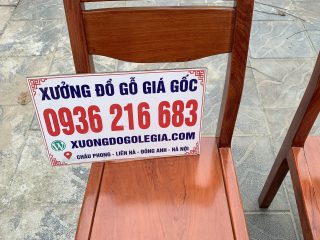 XƯỞNG ĐỒ GỖ GIÁ GỐC
0936 216 683
XUONGDOGOLEGIA.COM
CHÂU PHONG - LIÊN HÀ - ĐÔNG ANH - HÀ NỘI